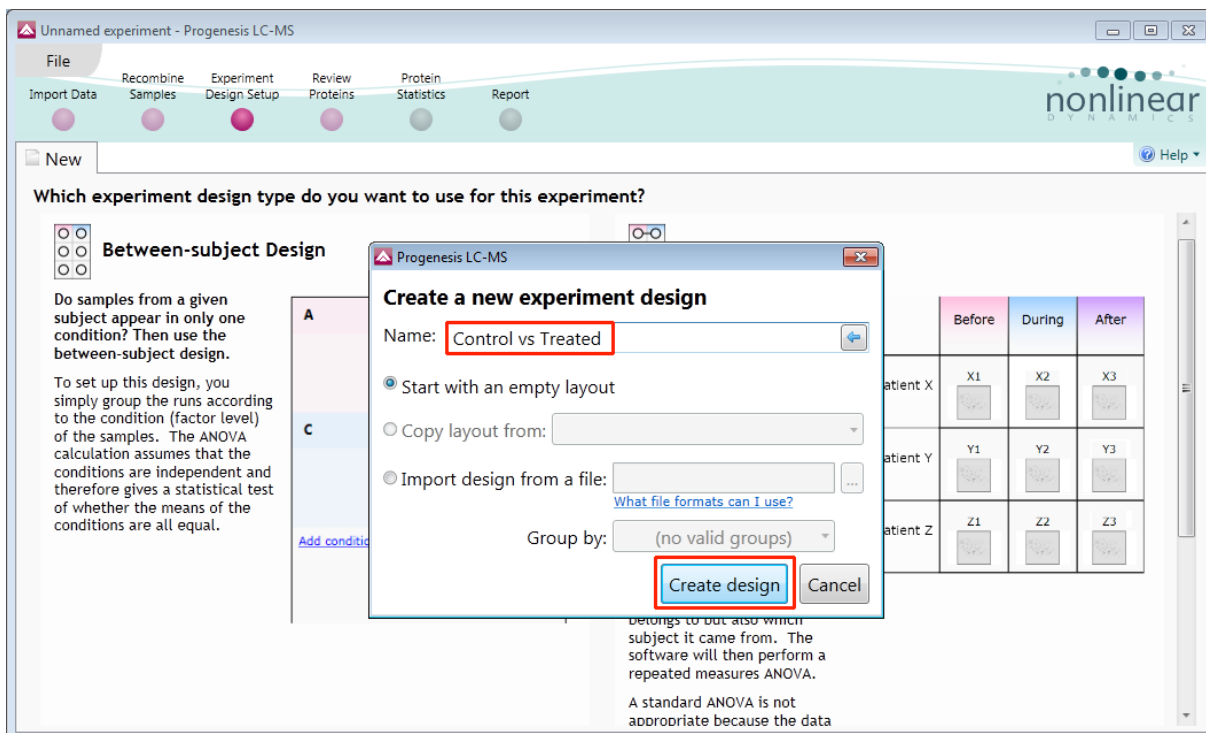 Unnamed experiment - Progenesis LC-MS
File
Import Data
Recombine
Samples
Experiment
Design Setup
Review
Proteins
Protein
Statistics
Report
nonlinear
DYNAMICS
New
Help
Which experiment design type do you want to use for this experiment?
Between-subject Design
Do samples from a given
subject appear in only one
condition? Then use the
between-subject design.
To set up this design, you
simply group the runs according
to the condition (factor level)
of the samples. The ANOVA
calculation assumes that the
conditions are independent and
therefore gives a statistical test
of whether the means of the
conditions are all equal.
A
C
Add conditio
Progenesis LC-MS
Create a new experiment design
Name: Control vs Treated
Start with an empty layout
Copy layout from:
Import design from a file: ...
What file formats can I use?
Group by: (no valid groups)
Create design Cancel
Before During After
atient X X1 X2 X3
atient Y Y1 Y2 Y3
atient Z Z1 Z2 Z3
belongs to but also which
subject it came from. The
software will then perform a
repeated measures ANOVA.
A standard ANOVA is not
appropriate because the data